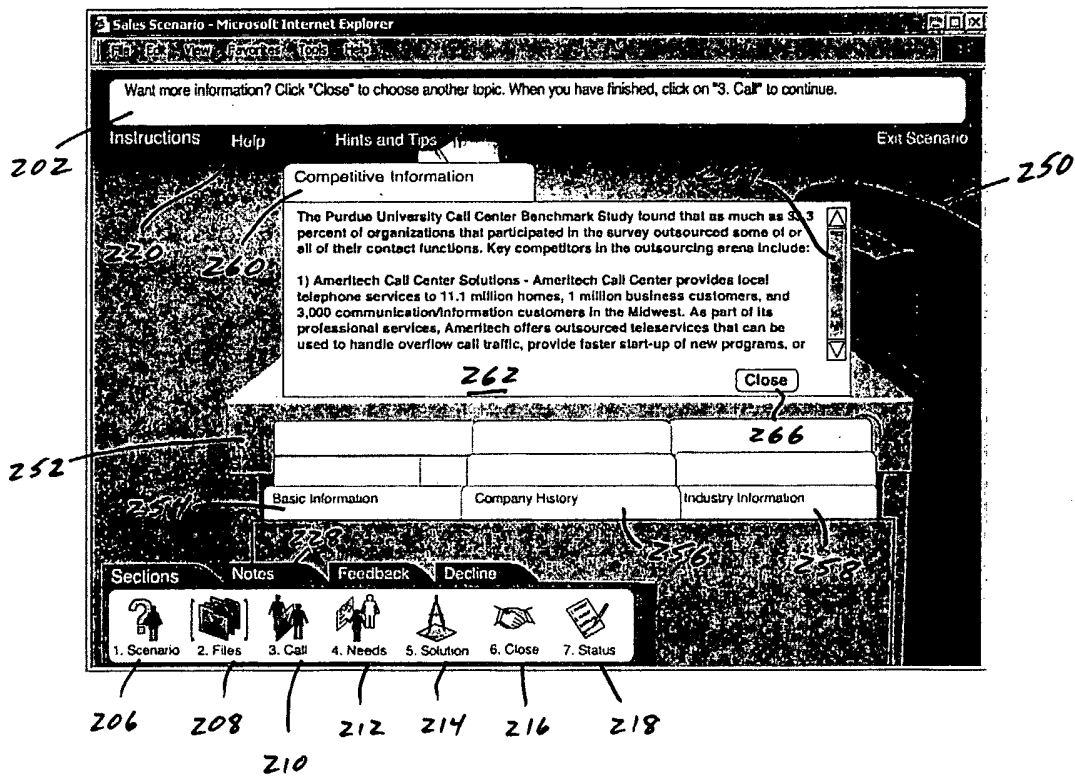 Sales Scenario - Microsoft Internet Explorer
File Edit View Favorites Tools Help
Want more information? Click "Close" to choose another topic. When you have finished, click on "3. Call" to continue.
Instructions Help Hints and Tips Exit Scenario
202
250
Competitive Information
220 260
The Purdue University Call Center Benchmark Study found that as much as
percent of organizations that participated in the survey outsourced some of or
all of their contact functions. Key competitors in the outsourcing arena include:
1) Ameritech Call Center Solutions - Ameritech Call Center provides local
telephone services to 11.1 million homes, 1 million business customers, and
3,000 communication/information customers in the Midwest. As part of its
professional services, Ameritech offers outsourced teleservices that can be
used to handle overflow call traffic, provide faster start-up of new programs, or
262 Close
266
252
Basic Information Company History Industry Information
254 256 258
228
Sections Notes Feedback Decline
1. Scenario 2. Files 3. Call 4. Needs 5. Solution 6. Close 7. Status
206 208 212 214 216 218
210